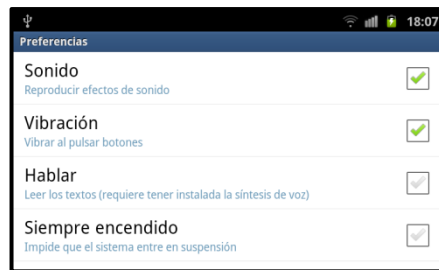 18:07
Preferencias
Sonido
Reproducir efectos de sonido
Vibración
Vibrar al pulsar botones
Hablar
Leer los textos (requiere tener instalada la síntesis de voz)
Siempre encendido
Impide que el sistema entre en suspensión